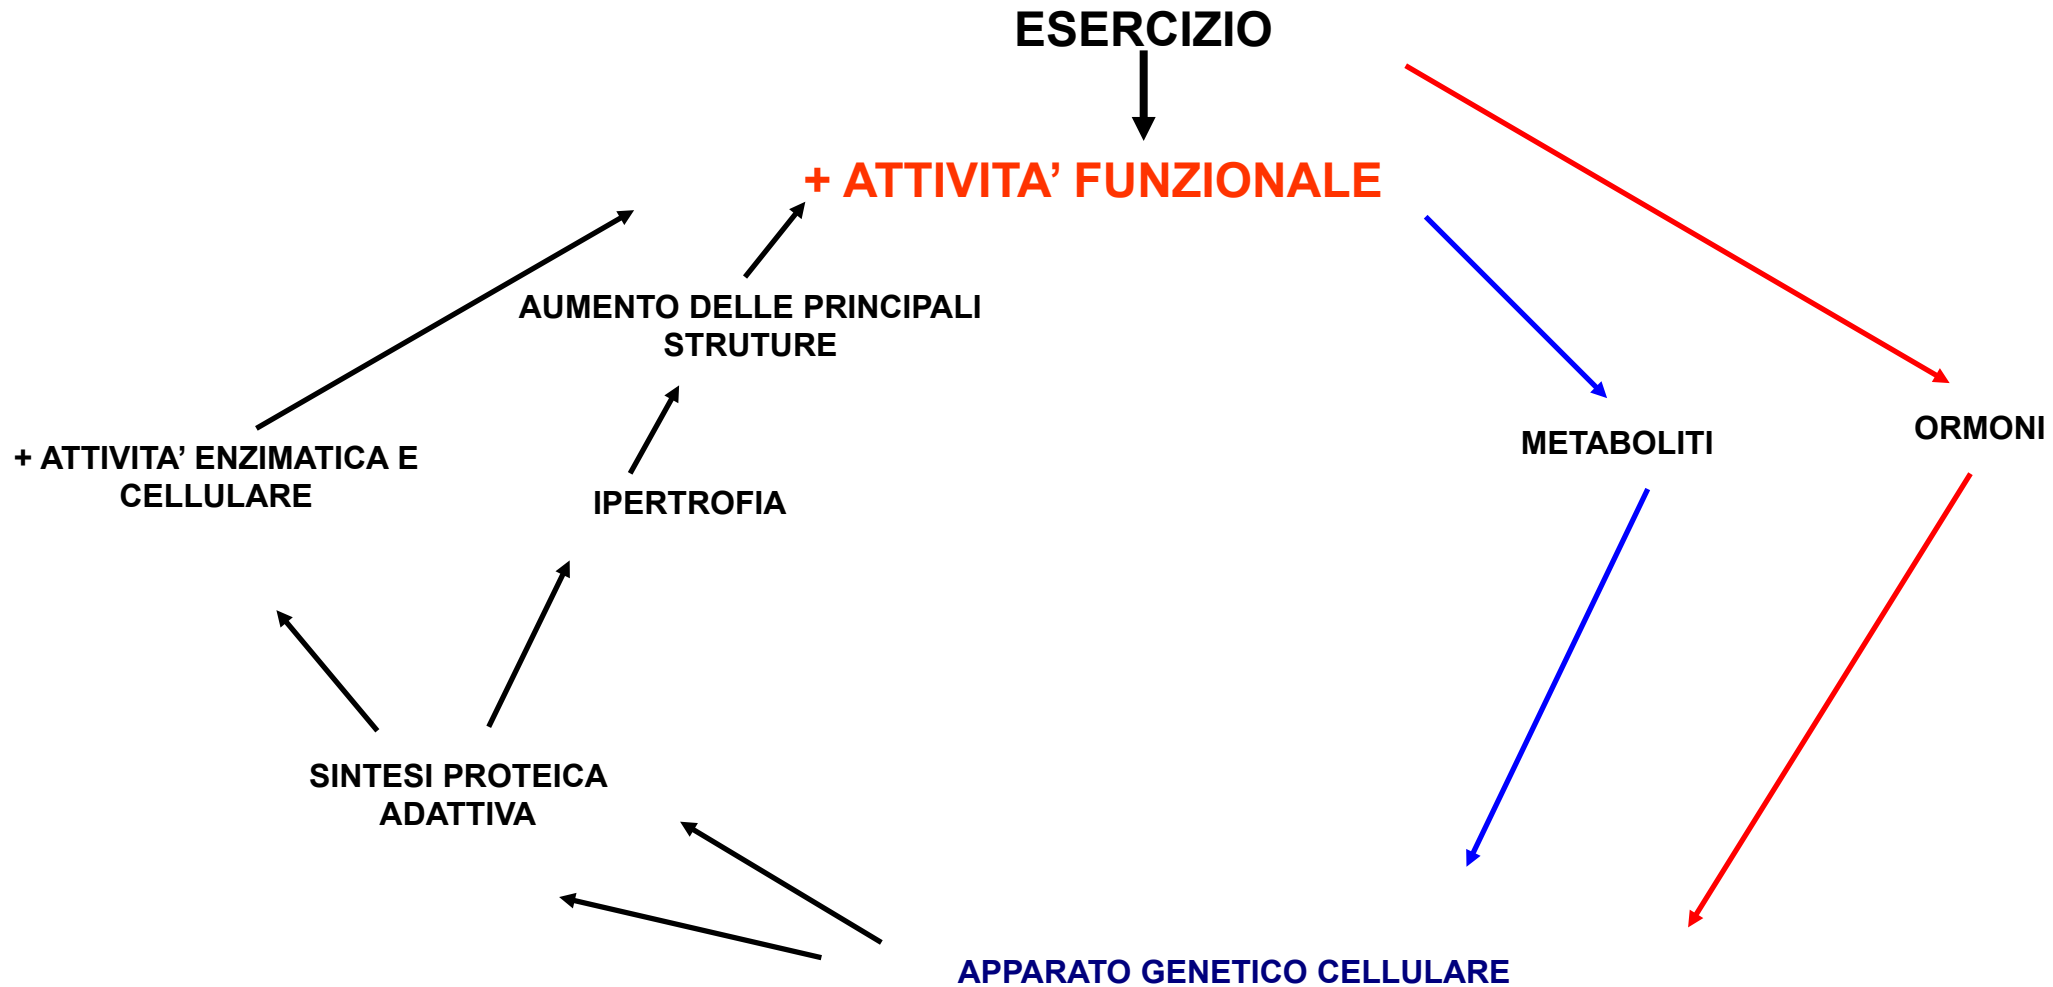 ESERCIZIO
+ ATTIVITA’ FUNZIONALE
AUMENTO DELLE PRINCIPALI
STRUTURE
ORMONI
METABOLITI
+ ATTIVITA’ ENZIMATICA E
CELLULARE
IPERTROFIA
SINTESI PROTEICA
ADATTIVA
APPARATO GENETICO CELLULARE